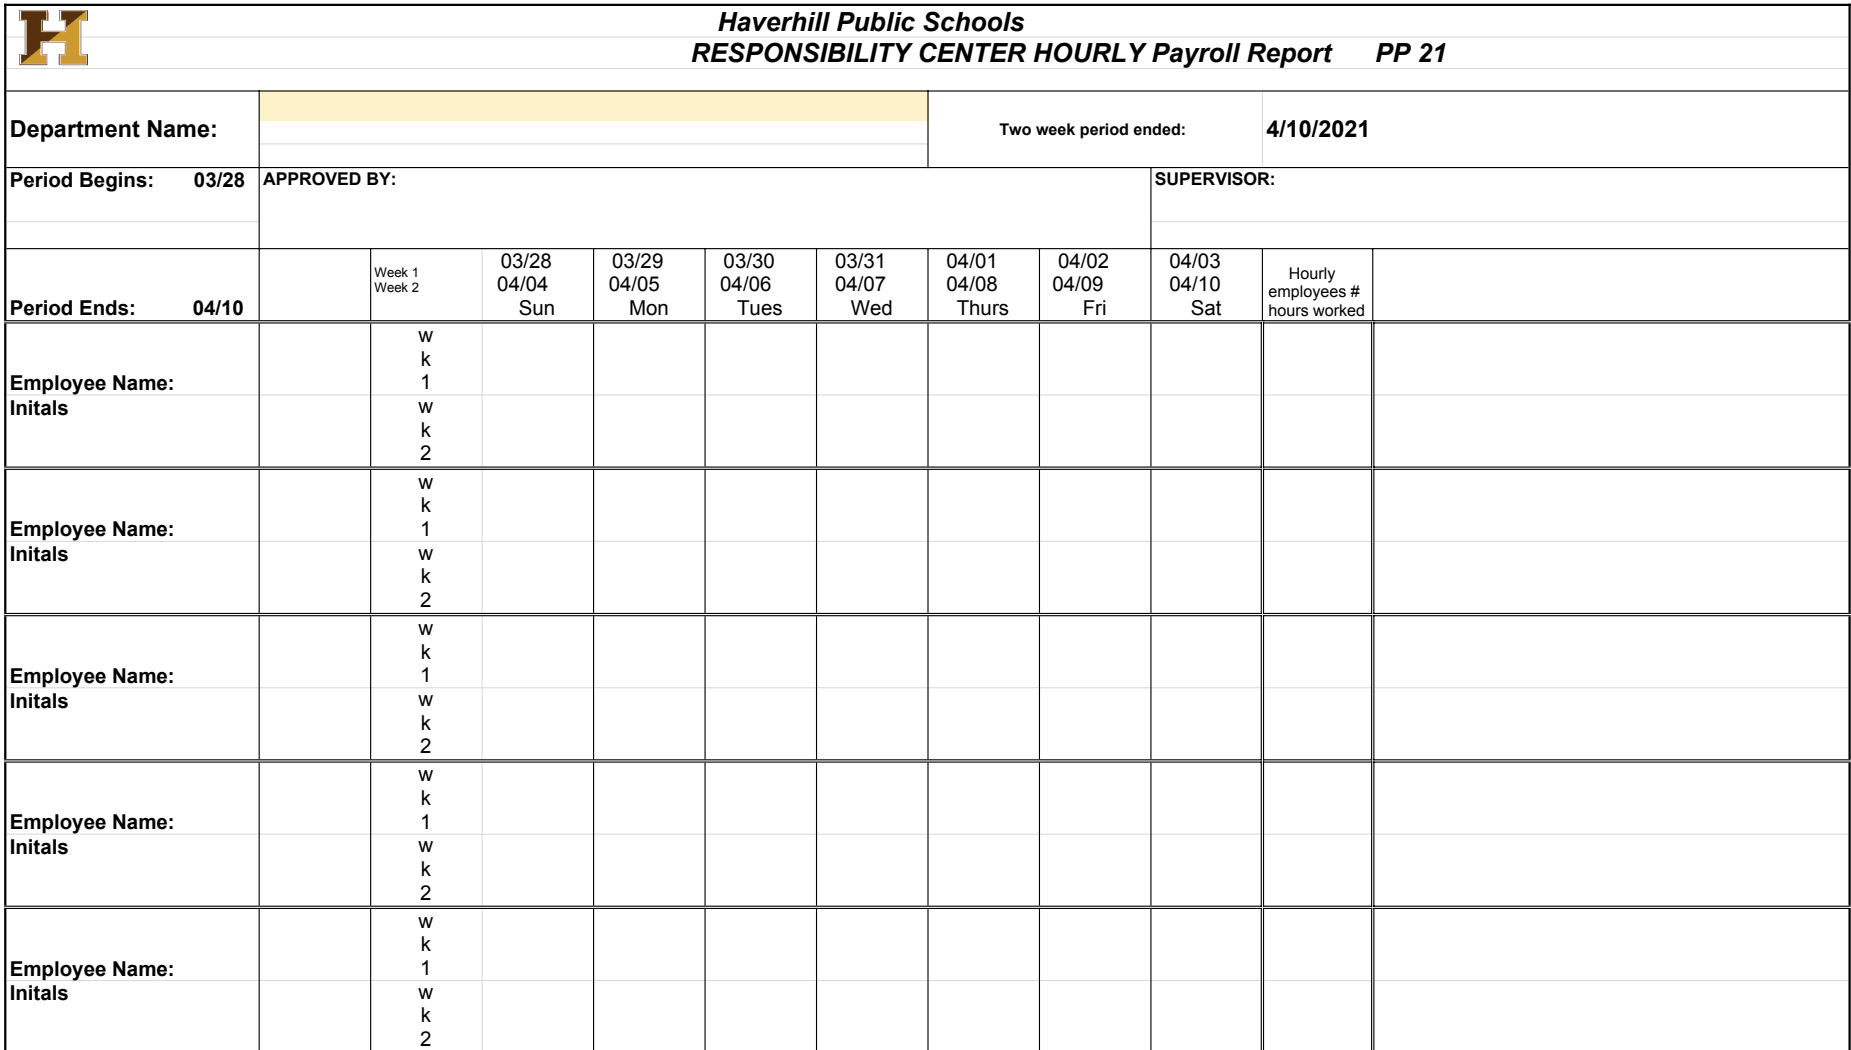 H
Haverhill Public Schools
RESPONSIBILITY CENTER HOURLY Payroll Report PP 21
Department Name:
Two week period ended: 4/10/2021
Period Begins: 03/28 APPROVED BY: SUPERVISOR:
03/28 03/29 03/30 03/31 04/01 04/02 04/03
Week 1
Week 2
04/04 04/05 04/06 04/07 04/08 04/09 04/10
Hourly
employees #
hours worked
Period Ends: 04/10 Sun Mon Tues Wed Thurs Fri Sat
w
k
1
Employee Name:
Initals
w
k
2
w
k
1
Employee Name:
Initals
w
k
2
w
k
1
Employee Name:
Initals
w
k
2
w
k
1
Employee Name:
Initals
w
k
2
w
k
1
Employee Name:
Initals
w
k
2